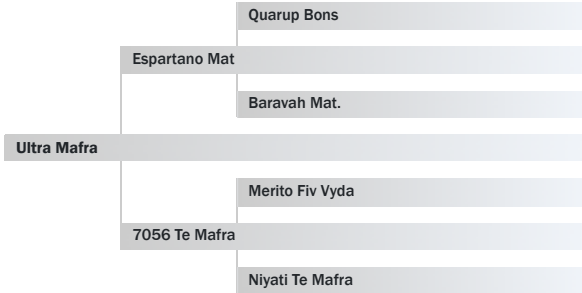 Quarup Bons
Espartano Mat
Baravah Mat.
Ultra Mafra
Merito Fiv Vyda
7056 Te Mafra
Niyati Te Mafra